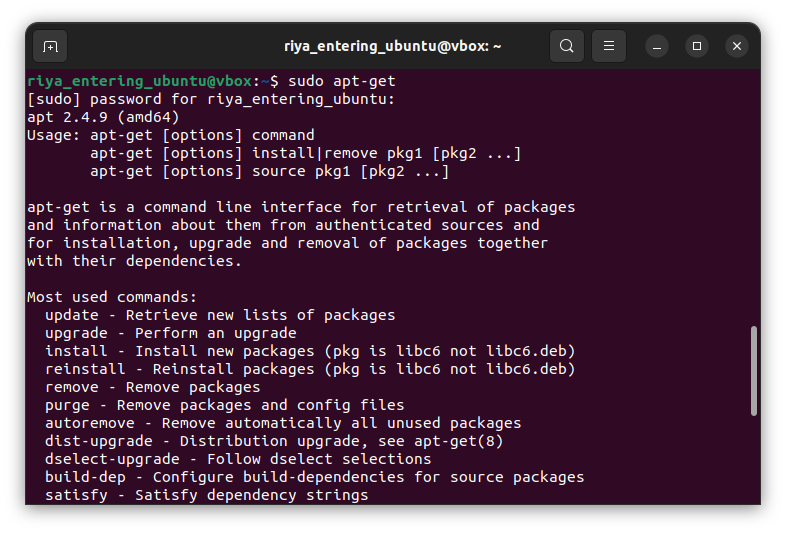 riya_entering_ubuntu@vbox: ~
riya_entering_ubuntu@vbox:~$ sudo apt-get
[sudo] password for riya_entering_ubuntu:
apt 2.4.9 (amd64)
Usage: apt-get [options] command
       apt-get [options] install|remove pkg1 [pkg2 ...]
       apt-get [options] source pkg1 [pkg2 ...]

apt-get is a command line interface for retrieval of packages
and information about them from authenticated sources and
for installation, upgrade and removal of packages together
with their dependencies.

Most used commands:
  update - Retrieve new lists of packages
  upgrade - Perform an upgrade
  install - Install new packages (pkg is libc6 not libc6.deb)
  reinstall - Reinstall packages (pkg is libc6 not libc6.deb)
  remove - Remove packages
  purge - Remove packages and config files
  autoremove - Remove automatically all unused packages
  dist-upgrade - Distribution upgrade, see apt-get(8)
  dselect-upgrade - Follow dselect selections
  build-dep - Configure build-dependencies for source packages
  satisfy - Satisfy dependency strings